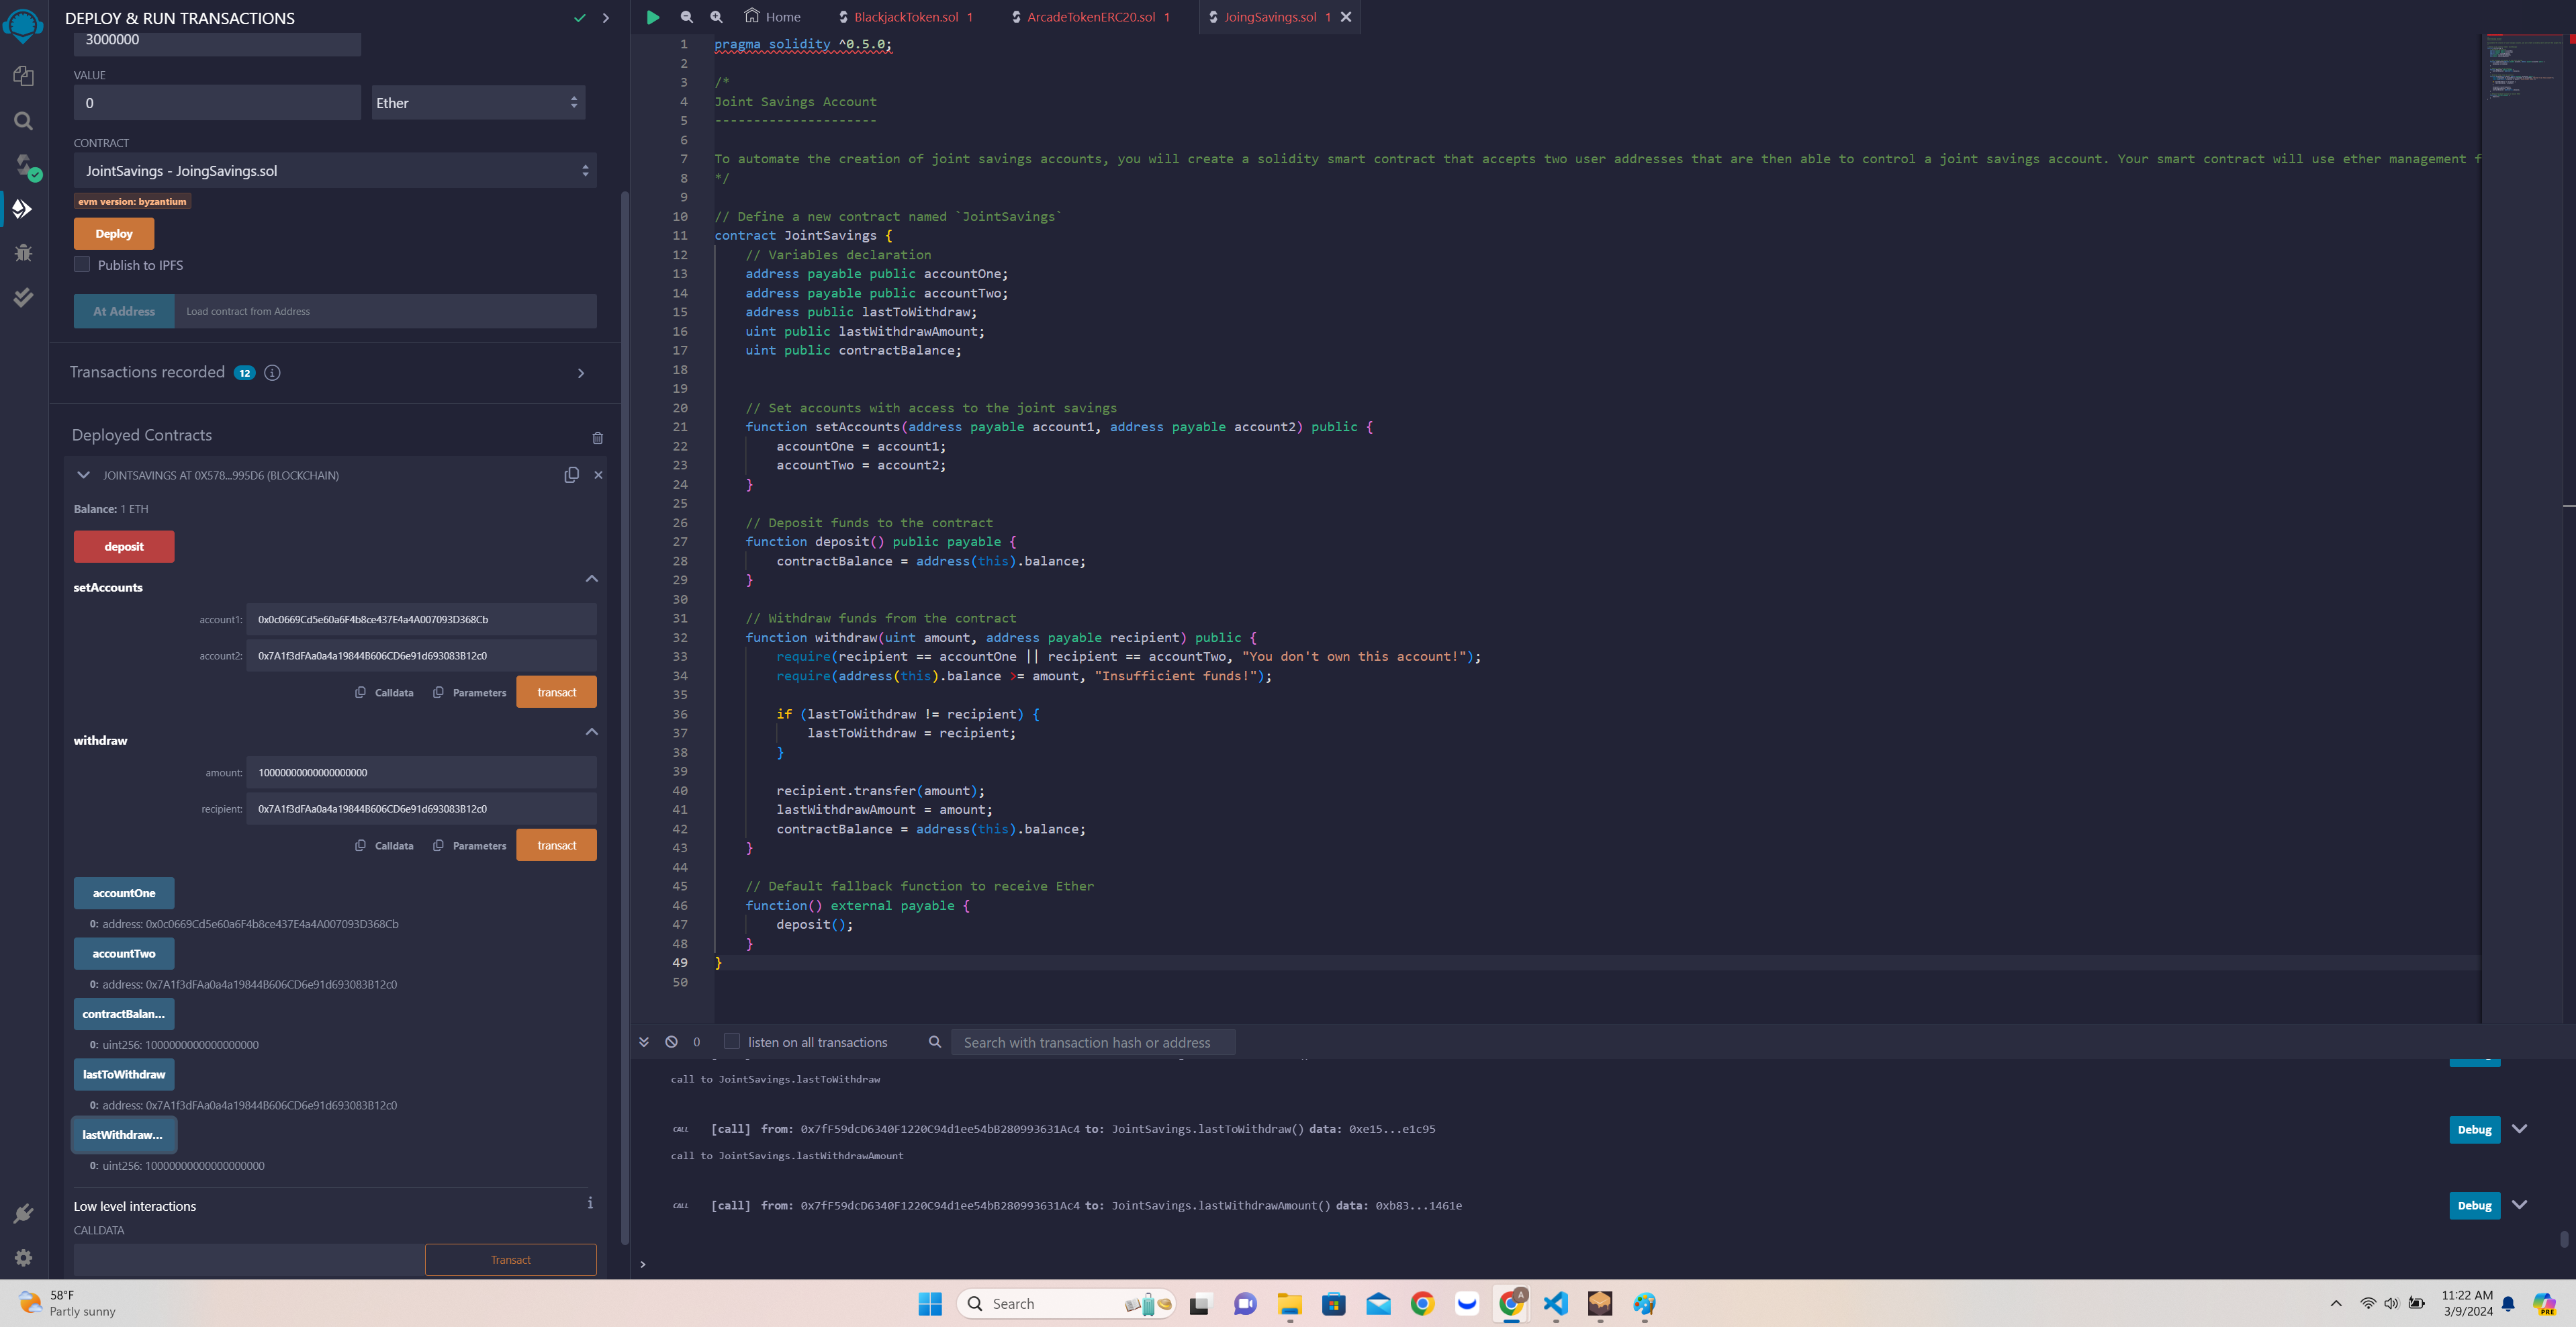 DEPLOY & RUN TRANSACTIONS
3000000
VALUE
0
Ether
CONTRACT
JointSavings - JoingSavings.sol
evm version: byzantium
Deploy
Publish to IPFS
At Address
Load contract from Address
Transactions recorded 12
Deployed Contracts
JOINTSAVINGS AT 0X578...995D6 (BLOCKCHAIN)
Balance: 1 ETH
deposit
setAccounts
account1: 0x0c0669Cd5e60a6F4b8ce437E4a4A007093D368Cb
account2: 0x7A1f3dFAa0a4a19844B606CD6e91d693083B12c0
Calldata Parameters transact
withdraw
amount: 10000000000000000000
recipient: 0x7A1f3dFAa0a4a19844B606CD6e91d693083B12c0
Calldata Parameters transact
accountOne
0: address: 0x0c0669Cd5e60a6F4b8ce437E4a4A007093D368Cb
accountTwo
0: address: 0x7A1f3dFAa0a4a19844B606CD6e91d693083B12c0
contractBalan...
0: uint256: 1000000000000000000
lastToWithdraw
0: address: 0x7A1f3dFAa0a4a19844B606CD6e91d693083B12c0
lastWithdraw...
0: uint256: 10000000000000000000
Low level interactions
CALLDATA
Transact
Home
BlackjackToken.sol 1
ArcadeTokenERC20.sol 1
JoingSavings.sol 1
1 pragma solidity ^0.5.0;
2
3 /*
4 Joint Savings Account
5 ---------------------
6
7 To automate the creation of joint savings accounts, you will create a solidity smart contract that accepts two user addresses that are then able to control a joint savings account. Your smart contract will use ether management f
8 */
9
10 // Define a new contract named `JointSavings`
11 contract JointSavings {
12 // Variables declaration
13 address payable public accountOne;
14 address payable public accountTwo;
15 address public lastToWithdraw;
16 uint public lastWithdrawAmount;
17 uint public contractBalance;
18
19
20 // Set accounts with access to the joint savings
21 function setAccounts(address payable account1, address payable account2) public {
22 accountOne = account1;
23 accountTwo = account2;
24 }
25
26 // Deposit funds to the contract
27 function deposit() public payable {
28 contractBalance = address(this).balance;
29 }
30
31 // Withdraw funds from the contract
32 function withdraw(uint amount, address payable recipient) public {
33 require(recipient == accountOne || recipient == accountTwo, "You don't own this account!");
34 require(address(this).balance >= amount, "Insufficient funds!");
35
36 if (lastToWithdraw != recipient) {
37 lastToWithdraw = recipient;
38 }
39
40 recipient.transfer(amount);
41 lastWithdrawAmount = amount;
42 contractBalance = address(this).balance;
43 }
44
45 // Default fallback function to receive Ether
46 function() external payable {
47 deposit();
48 }
49 }
50
0
listen on all transactions
Search with transaction hash or address
call to JointSavings.lastToWithdraw
CALL [call] from: 0x7fF59dcD6340F1220C94d1ee54bB280993631Ac4 to: JointSavings.lastToWithdraw() data: 0xe15...e1c95
Debug
call to JointSavings.lastWithdrawAmount
CALL [call] from: 0x7fF59dcD6340F1220C94d1ee54bB280993631Ac4 to: JointSavings.lastWithdrawAmount() data: 0xb83...1461e
Debug
>
58°F
Partly sunny
Search
A
11:22 AM
3/9/2024
PRE